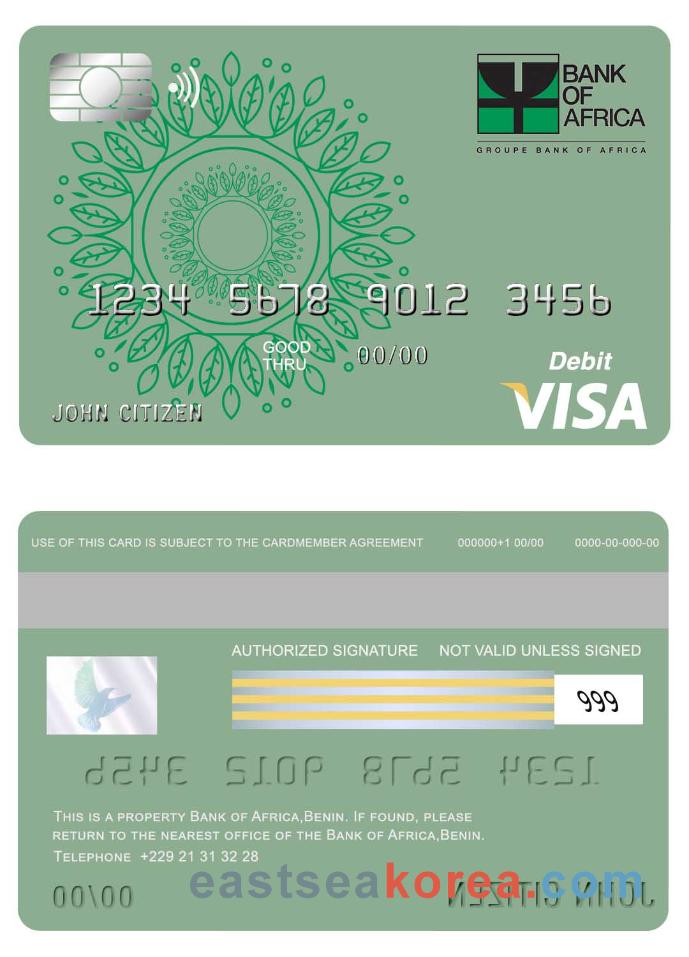 BANK
OF
AFRICA
GROUPE BANK OF AFRICA
1234 5678 9012 3456
GOOD
THRU
00/00
Debit
VISA
JOHN CITIZEN
USE OF THIS CARD IS SUBJECT TO THE CARDMEMBER AGREEMENT 000000+1 00/00 0000-00-000-00
AUTHORIZED SIGNATURE NOT VALID UNLESS SIGNED
999
1234 5678 9012 3456
THIS IS A PROPERTY BANK OF AFRICA,BENIN. IF FOUND, PLEASE
RETURN TO THE NEAREST OFFICE OF THE BANK OF AFRICA,BENIN.
TELEPHONE +229 21 31 32 28
eastseakorea.com
00/00
JOHN CITIZEN